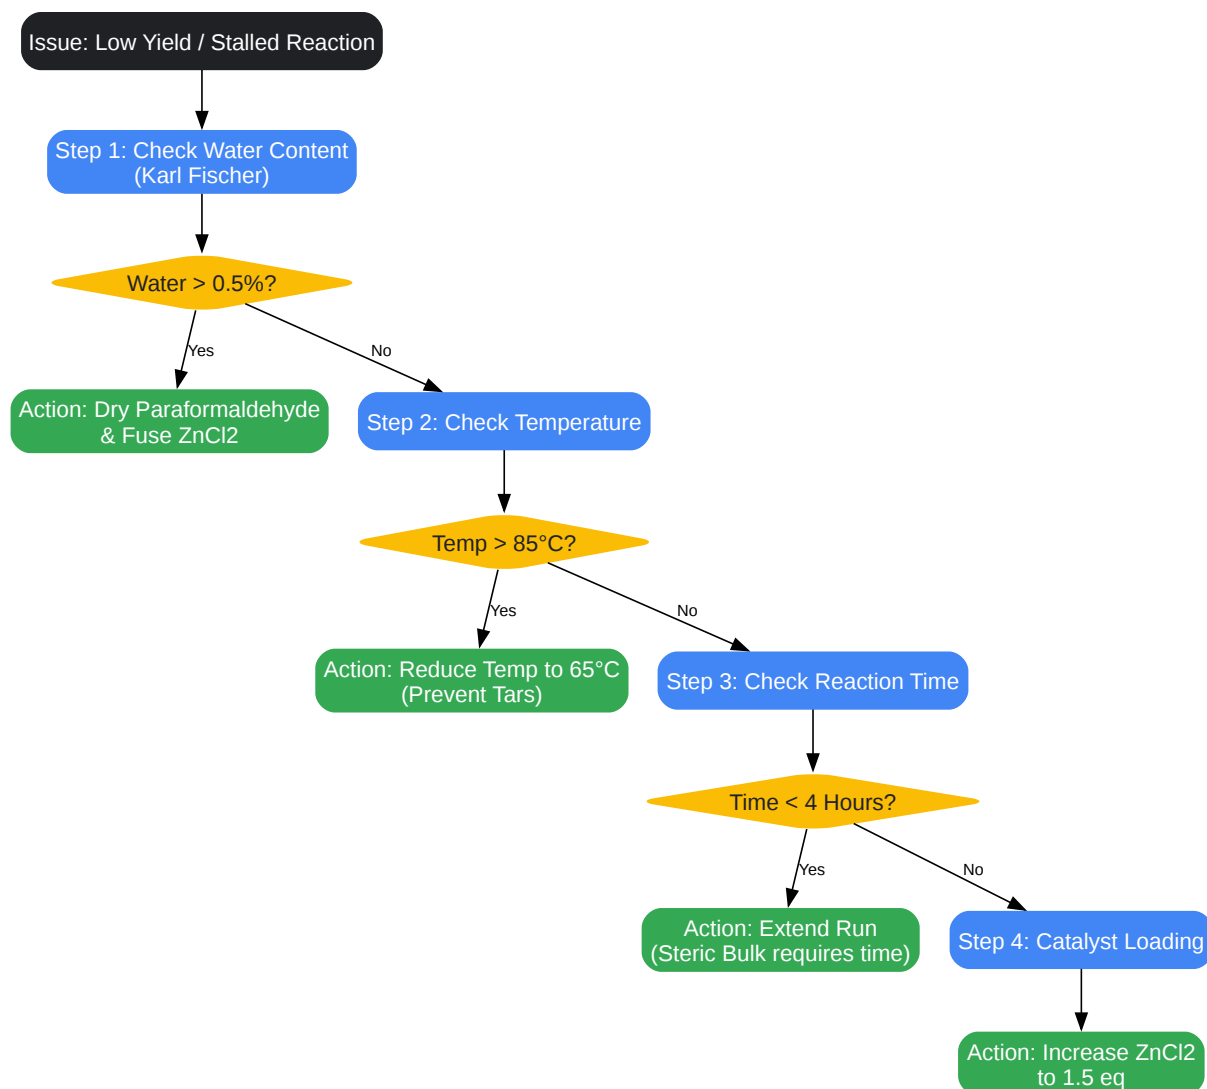 Issue: Low Yield / Stalled Reaction
Step 1: Check Water Content
(Karl Fischer)
Water > 0.5%?
Yes
No
Action: Dry Paraformaldehyde
& Fuse ZnCl2
Step 2: Check Temperature
Temp > 85°C?
Yes
No
Action: Reduce Temp to 65°C
(Prevent Tars)
Step 3: Check Reaction Time
Time < 4 Hours?
Yes
No
Action: Extend Run
(Steric Bulk requires time)
Step 4: Catalyst Loading
Action: Increase ZnCl2
to 1.5 eq